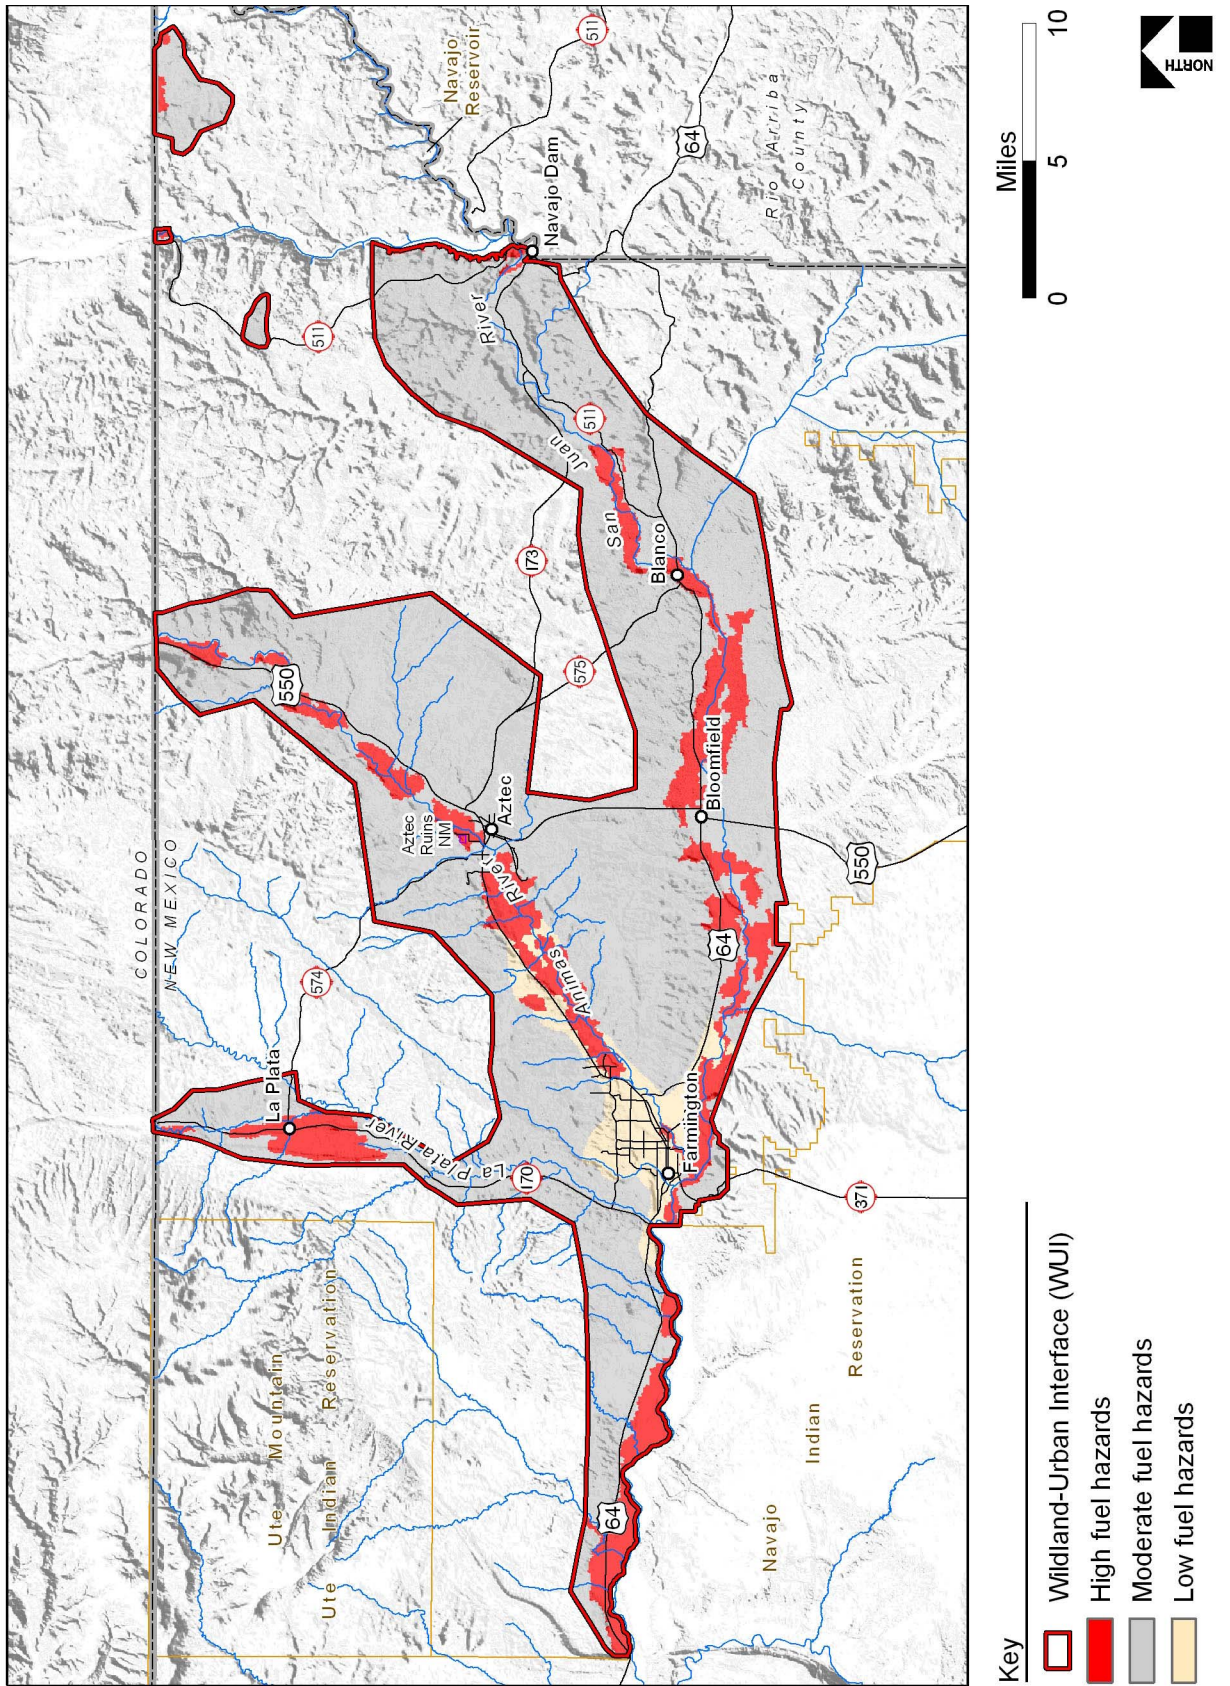 COLORADO
NEW MEXICO
Ute Mountain
Ute Indian Reservation
La Plata
574
La Plata River
170
550
Aztec
Ruins
NM
Aztec
Animas
River
173
575
511
511
511
Navajo
Reservoir
Navajo Dam
64
Rio Arriba
County
San
Juan
River
Blanco
Bloomfield
550
64
Farmington
371
64
Navajo
Indian
Reservation
Key
Wildland-Urban Interface (WUI)
High fuel hazards
Moderate fuel hazards
Low fuel hazards
Miles
0 5 10
NORTH